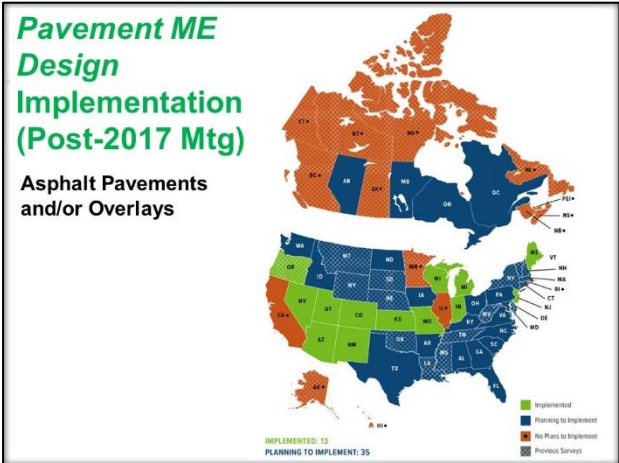 Pavement ME
Design
Implementation
(Post-2017 Mtg)
Asphalt Pavements
and/or Overlays
YT
NT
NU
BC
AB
SK
MB
ON
QC
NL
PEI
NS
NB
WA
OR
CA
NV
ID
MT
WY
UT
AZ
CO
NM
ND
SD
NE
KS
OK
TX
MN
IA
MO
AR
LA
WI
IL
MI
IN
OH
KY
TN
MS
AL
GA
FL
SC
NC
VA
WV
PA
NY
ME
VT
NH
MA
RI
CT
NJ
DE
MD
AK
HI
Implemented
Planning to Implement
No Plans to Implement
Previous Surveys
IMPLEMENTED: 13
PLANNING TO IMPLEMENT: 35